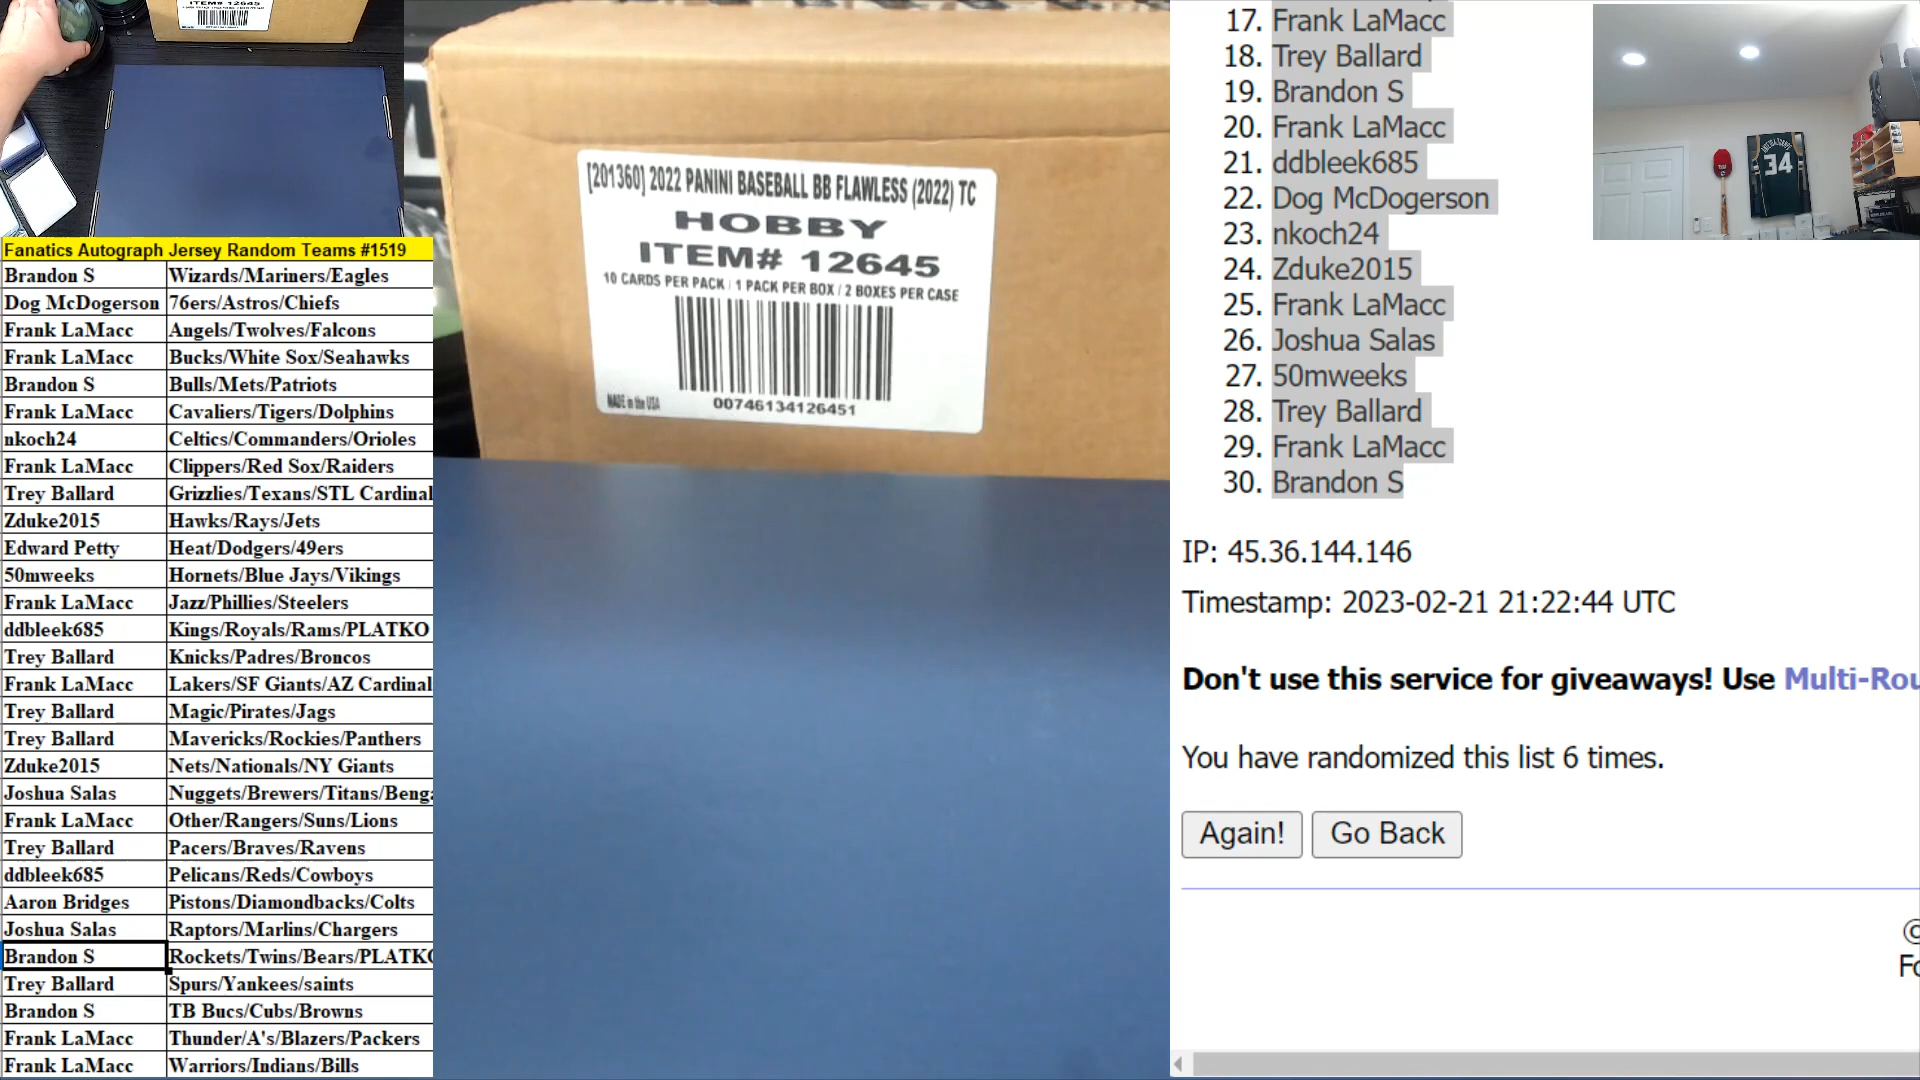 ITEM# 12645
Fanatics Autograph Jersey Random Teams #1519
Brandon S Wizards/Mariners/Eagles
Dog McDogerson 76ers/Astros/Chiefs
Frank LaMacc Angels/Twolves/Falcons
Frank LaMacc Bucks/White Sox/Seahawks
Brandon S Bulls/Mets/Patriots
Frank LaMacc Cavaliers/Tigers/Dolphins
nkoch24 Celtics/Commanders/Orioles
Frank LaMacc Clippers/Red Sox/Raiders
Trey Ballard Grizzlies/Texans/STL Cardinal
Zduke2015 Hawks/Rays/Jets
Edward Petty Heat/Dodgers/49ers
50mweeks Hornets/Blue Jays/Vikings
Frank LaMacc Jazz/Phillies/Steelers
ddbleek685 Kings/Royals/Rams/PLATKO
Trey Ballard Knicks/Padres/Broncos
Frank LaMacc Lakers/SF Giants/AZ Cardinal
Trey Ballard Magic/Pirates/Jags
Trey Ballard Mavericks/Rockies/Panthers
Zduke2015 Nets/Nationals/NY Giants
Joshua Salas Nuggets/Brewers/Titans/Beng
Frank LaMacc Other/Rangers/Suns/Lions
Trey Ballard Pacers/Braves/Ravens
ddbleek685 Pelicans/Reds/Cowboys
Aaron Bridges Pistons/Diamondbacks/Colts
Joshua Salas Raptors/Marlins/Chargers
Brandon S Rockets/Twins/Bears/PLATKO
Trey Ballard Spurs/Yankees/saints
Brandon S TB Bucs/Cubs/Browns
Frank LaMacc Thunder/A's/Blazers/Packers
Frank LaMacc Warriors/Indians/Bills
[201360] 2022 PANINI BASEBALL BB FLAWLESS (2022) TC
HOBBY
ITEM# 12645
10 CARDS PER PACK / 1 PACK PER BOX / 2 BOXES PER CASE
MADE in the USA
00746134126451
17. Frank LaMacc
18. Trey Ballard
19. Brandon S
20. Frank LaMacc
21. ddbleek685
22. Dog McDogerson
23. nkoch24
24. Zduke2015
25. Frank LaMacc
26. Joshua Salas
27. 50mweeks
28. Trey Ballard
29. Frank LaMacc
30. Brandon S
IP: 45.36.144.146
Timestamp: 2023-02-21 21:22:44 UTC
Don't use this service for giveaways! Use Multi-Rou
You have randomized this list 6 times.
Again! Go Back
©
Fo
34